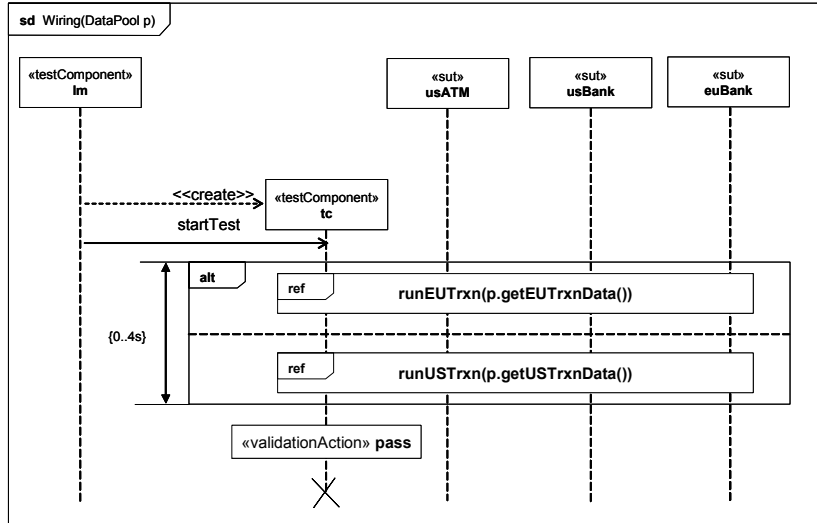 sd Wiring(DataPool p)
«testComponent»
lm
«sut»
usATM
«sut»
usBank
«sut»
euBank
<<create>>
«testComponent»
tc
startTest
alt
ref
runEUTrxn(p.getEUTrxnData())
{0..4s}
ref
runUSTrxn(p.getUSTrxnData())
«validationAction» pass